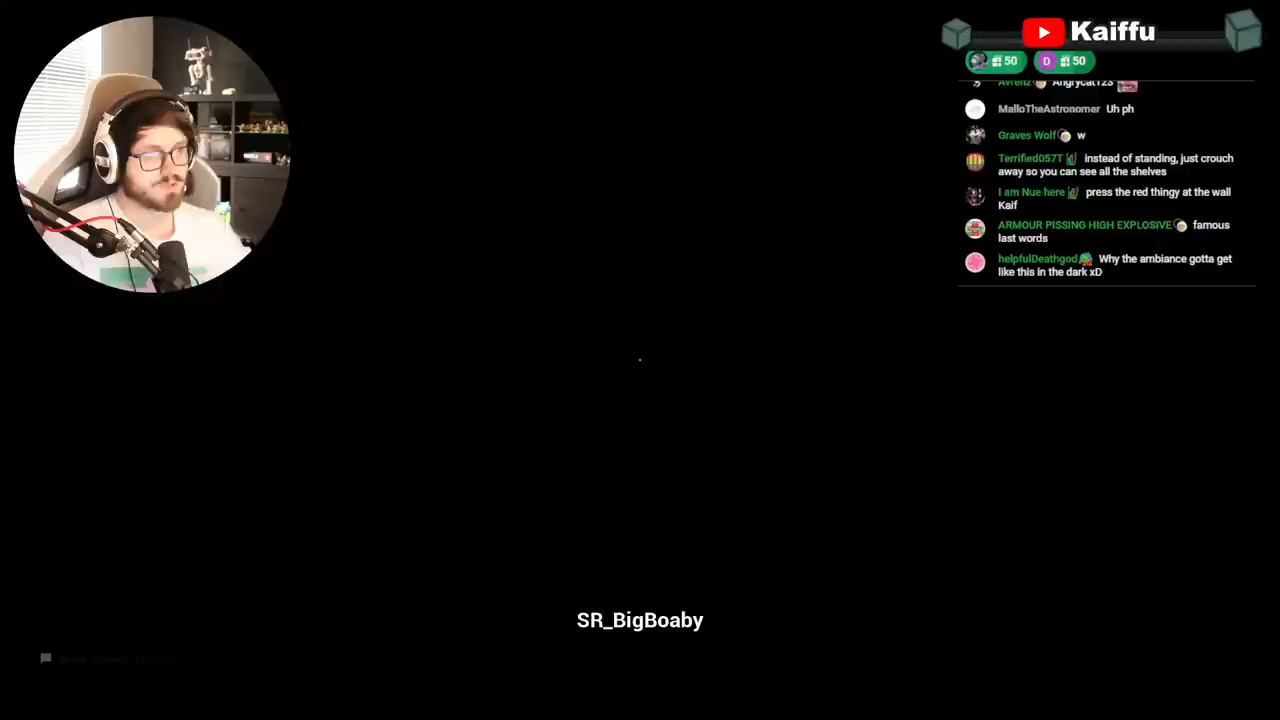 Kaiffu
50 D 50
Avrenz Angrycat123
MalloTheAstronomer Uh ph
Graves Wolf w
Terrified057T instead of standing, just crouch
away so you can see all the shelves
I am Nue here press the red thingy at the wall
Kaif
ARMOUR PISSING HIGH EXPLOSIVE famous
last words
helpfulDeathgod Why the ambiance gotta get
like this in the dark xD
SR_BigBoaby